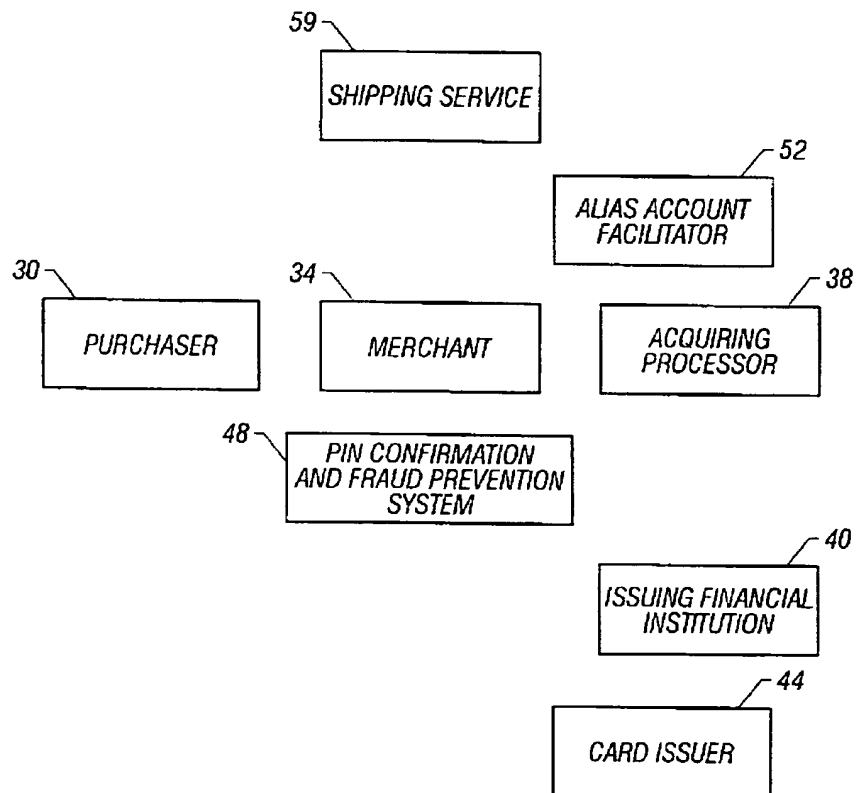 59
SHIPPING SERVICE
52
ALIAS ACCOUNT
FACILITATOR
30
PURCHASER
34
MERCHANT
38
ACQUIRING
PROCESSOR
48
PIN CONFIRMATION
AND FRAUD PREVENTION
SYSTEM
40
ISSUING FINANCIAL
INSTITUTION
44
CARD ISSUER